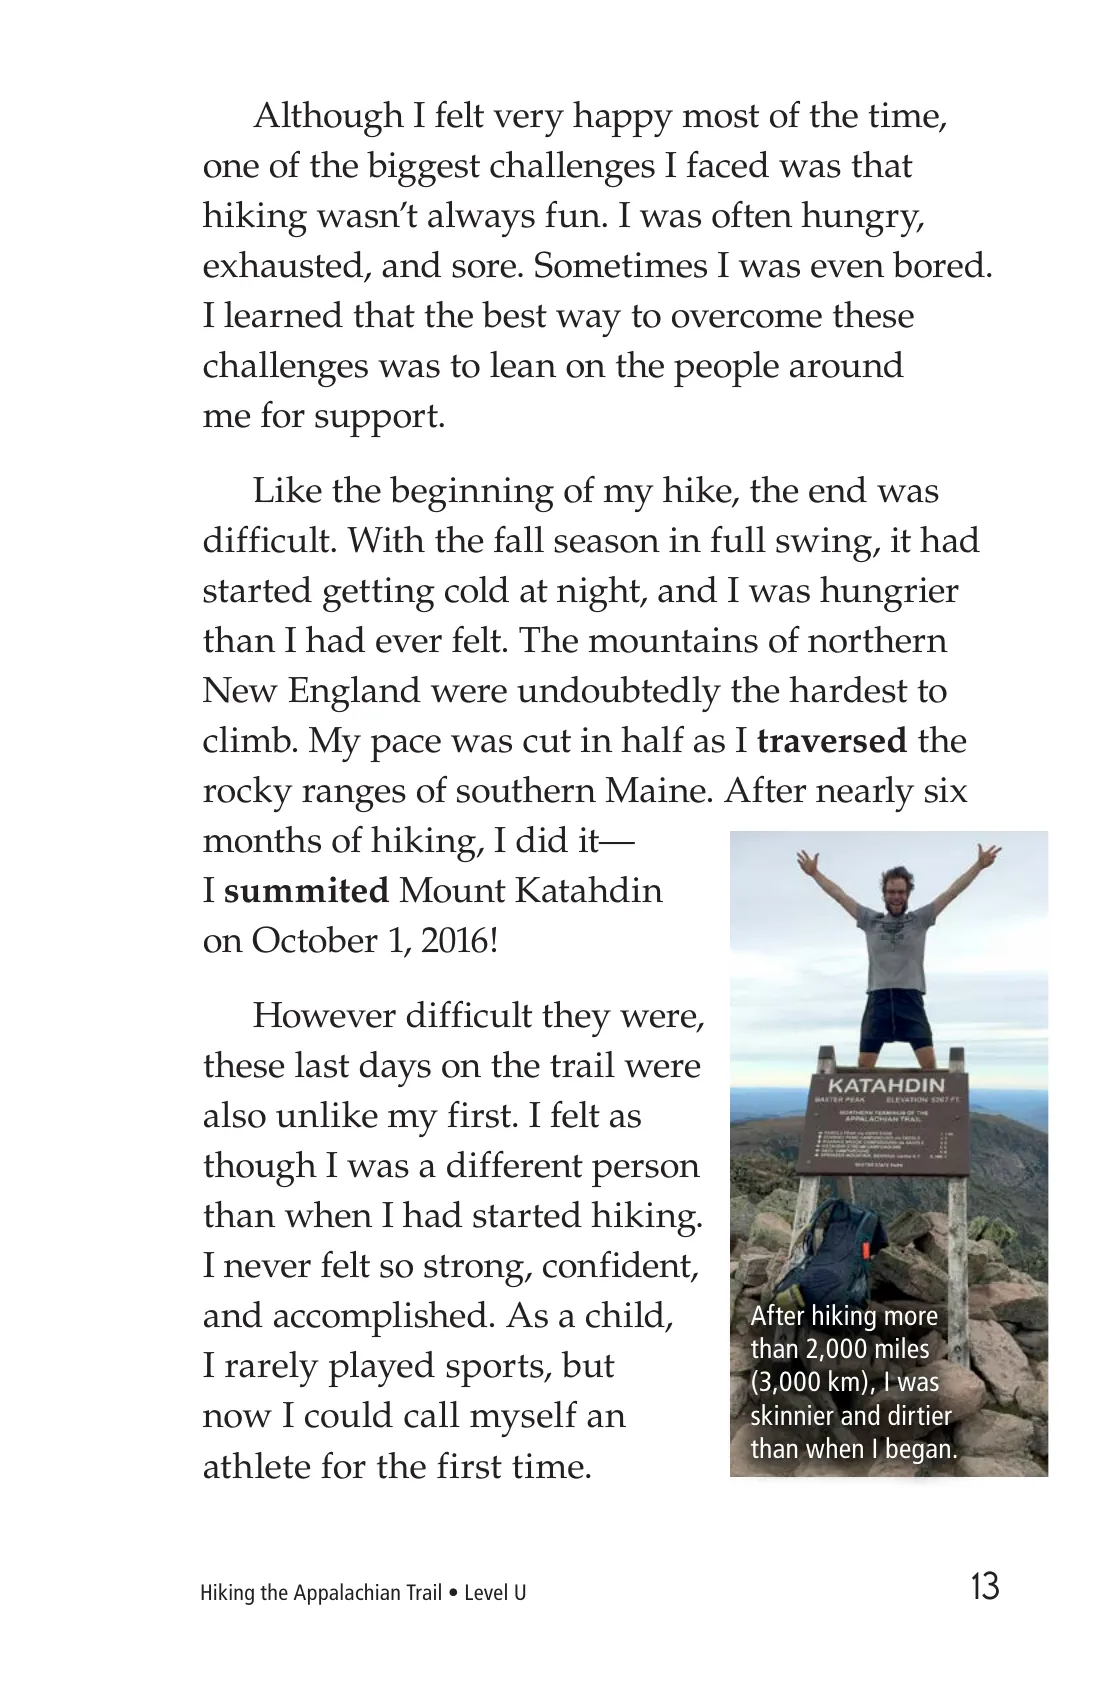 Although I felt very happy most of the time,
one of the biggest challenges I faced was that
hiking wasn’t always fun. I was often hungry,
exhausted, and sore. Sometimes I was even bored.
I learned that the best way to overcome these
challenges was to lean on the people around
me for support.
Like the beginning of my hike, the end was
difficult. With the fall season in full swing, it had
started getting cold at night, and I was hungrier
than I had ever felt. The mountains of northern
New England were undoubtedly the hardest to
climb. My pace was cut in half as I traversed the
rocky ranges of southern Maine. After nearly six
months of hiking, I did it—
I summited Mount Katahdin
on October 1, 2016!
However difficult they were,
these last days on the trail were
also unlike my first. I felt as
though I was a different person
than when I had started hiking.
I never felt so strong, confident,
and accomplished. As a child,
I rarely played sports, but
now I could call myself an
athlete for the first time.
KATAHDIN
BAXTER PEAK ELEVATION 5267 FT.
NORTHERN TERMINUS OF THE
APPALACHIAN TRAIL
BAXTER STATE PARK
After hiking more
than 2,000 miles
(3,000 km), I was
skinnier and dirtier
than when I began.
Hiking the Appalachian Trail • Level U
13